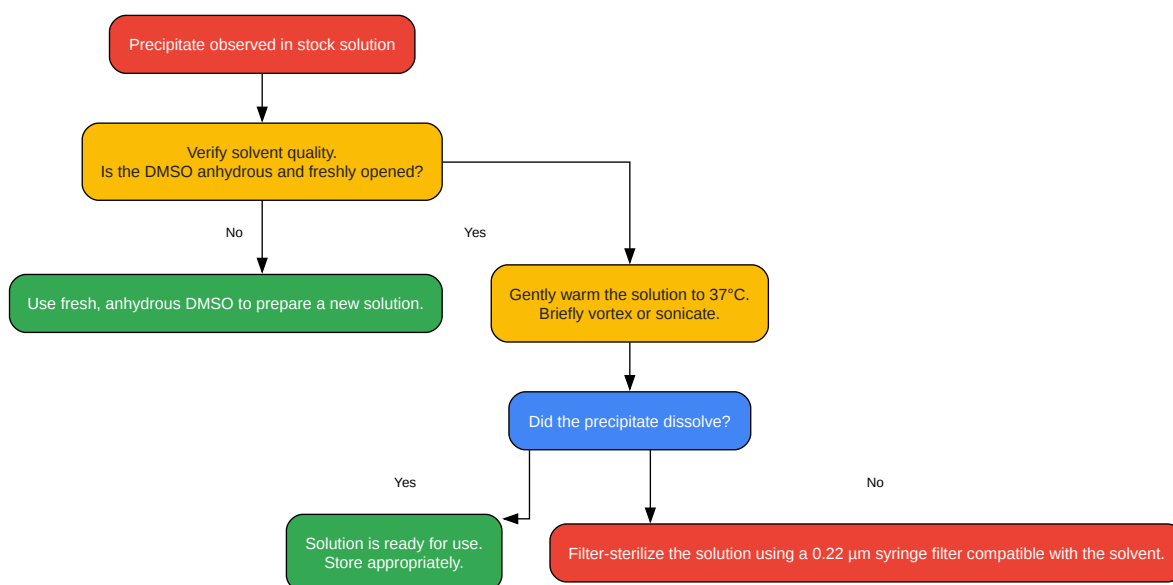 Precipitate observed in stock solution
Verify solvent quality.
Is the DMSO anhydrous and freshly opened?
No
Yes
Use fresh, anhydrous DMSO to prepare a new solution.
Gently warm the solution to 37°C.
Briefly vortex or sonicate.
Did the precipitate dissolve?
Yes
No
Solution is ready for use.
Store appropriately.
Filter-sterilize the solution using a 0.22 µm syringe filter compatible with the solvent.